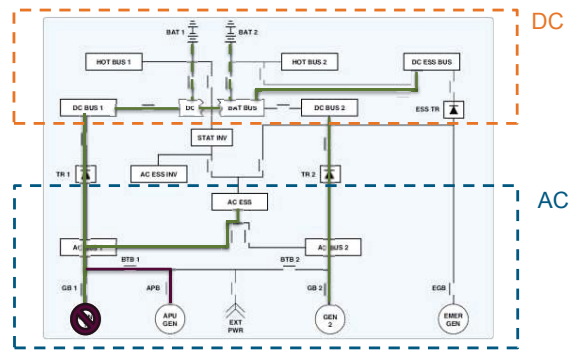 DC
BAT 1
BAT 2
HOT BUS 1
HOT BUS 2
DC ESS BUS
DC BUS 1
DC
BAT BUS
DC BUS 2
ESS TR
STAT INV
TR 1
AC ESS INV
TR 2
AC
AC ESS
AC BUS 1
AC BUS 2
BTB 1
BTB 2
GB 1
APB
GB 2
EGB
APU
GEN
EXT
PWR
GEN
2
EMER
GEN